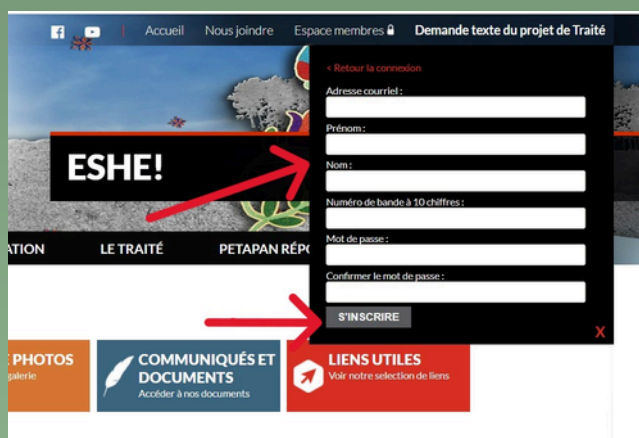 Accueil Nous joindre Espace membres Demande texte du projet de Traité
< Retour la connexion
Adresse courriel :
Prénom :
ESHE!
Nom :
Numéro de bande à 10 chiffres :
ATION LE TRAITÉ PETAPAN RÉPO
Mot de passe :
Confirmer le mot de passe :
S'INSCRIRE
X
PHOTOS
galerie
COMMUNIQUÉS ET
DOCUMENTS
Accéder à nos documents
LIENS UTILES
Voir notre selection de liens